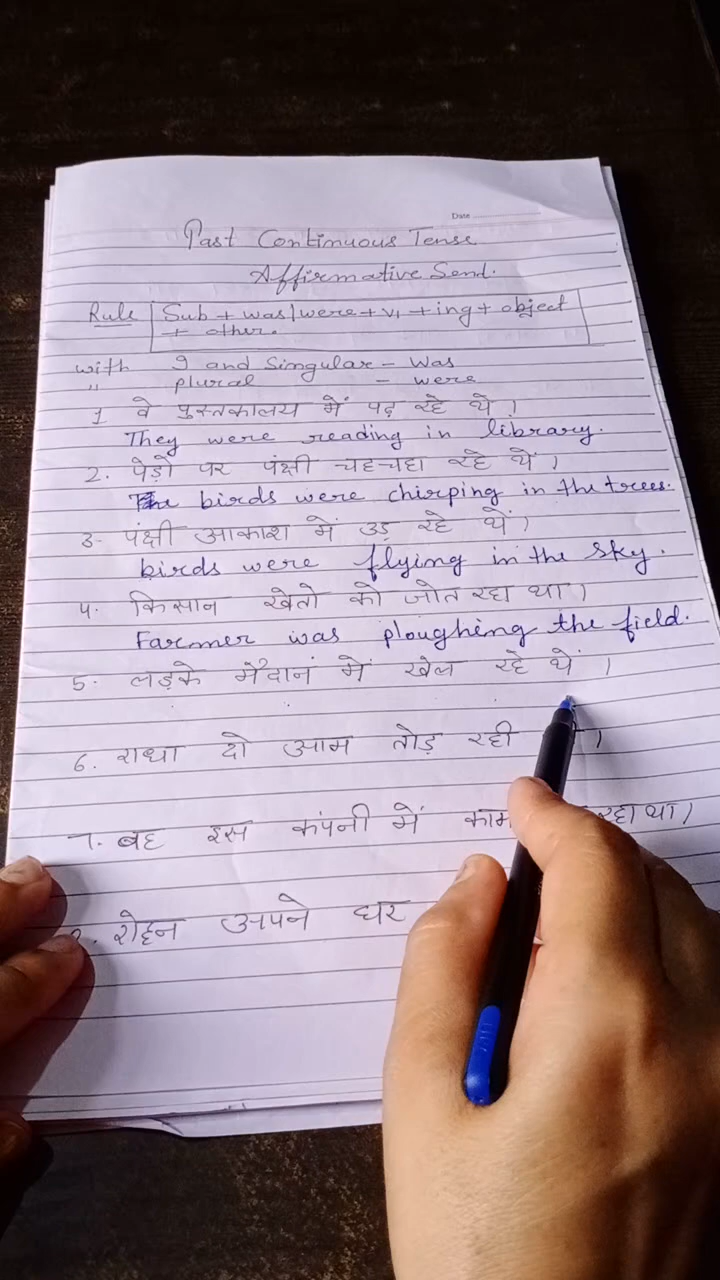 Date
Past Continuous Tense
Affirmative Send.
Rule Sub + was/were + V1 + ing + object
+ other.
with I and Singular - Was
" plural - were
1 वे पुस्तकालय में पढ़ रहे थे।
They were reading in library.
2. पेड़ो पर पंक्षी चहचहा रहे थें।
The birds were chirping in the trees.
3- पंक्षी आकाश में उड़ रहे थें।
birds were flying in the sky.
4. किसान खेतो को जोत रहा था।
Farmer was ploughing the field.
5. लड़के मैदानं में खेल रहे थें।
6. राधा दो आम तोड़ रही ।
7. वह इस कंपनी में काम रहा था।
रोहन अपने घर